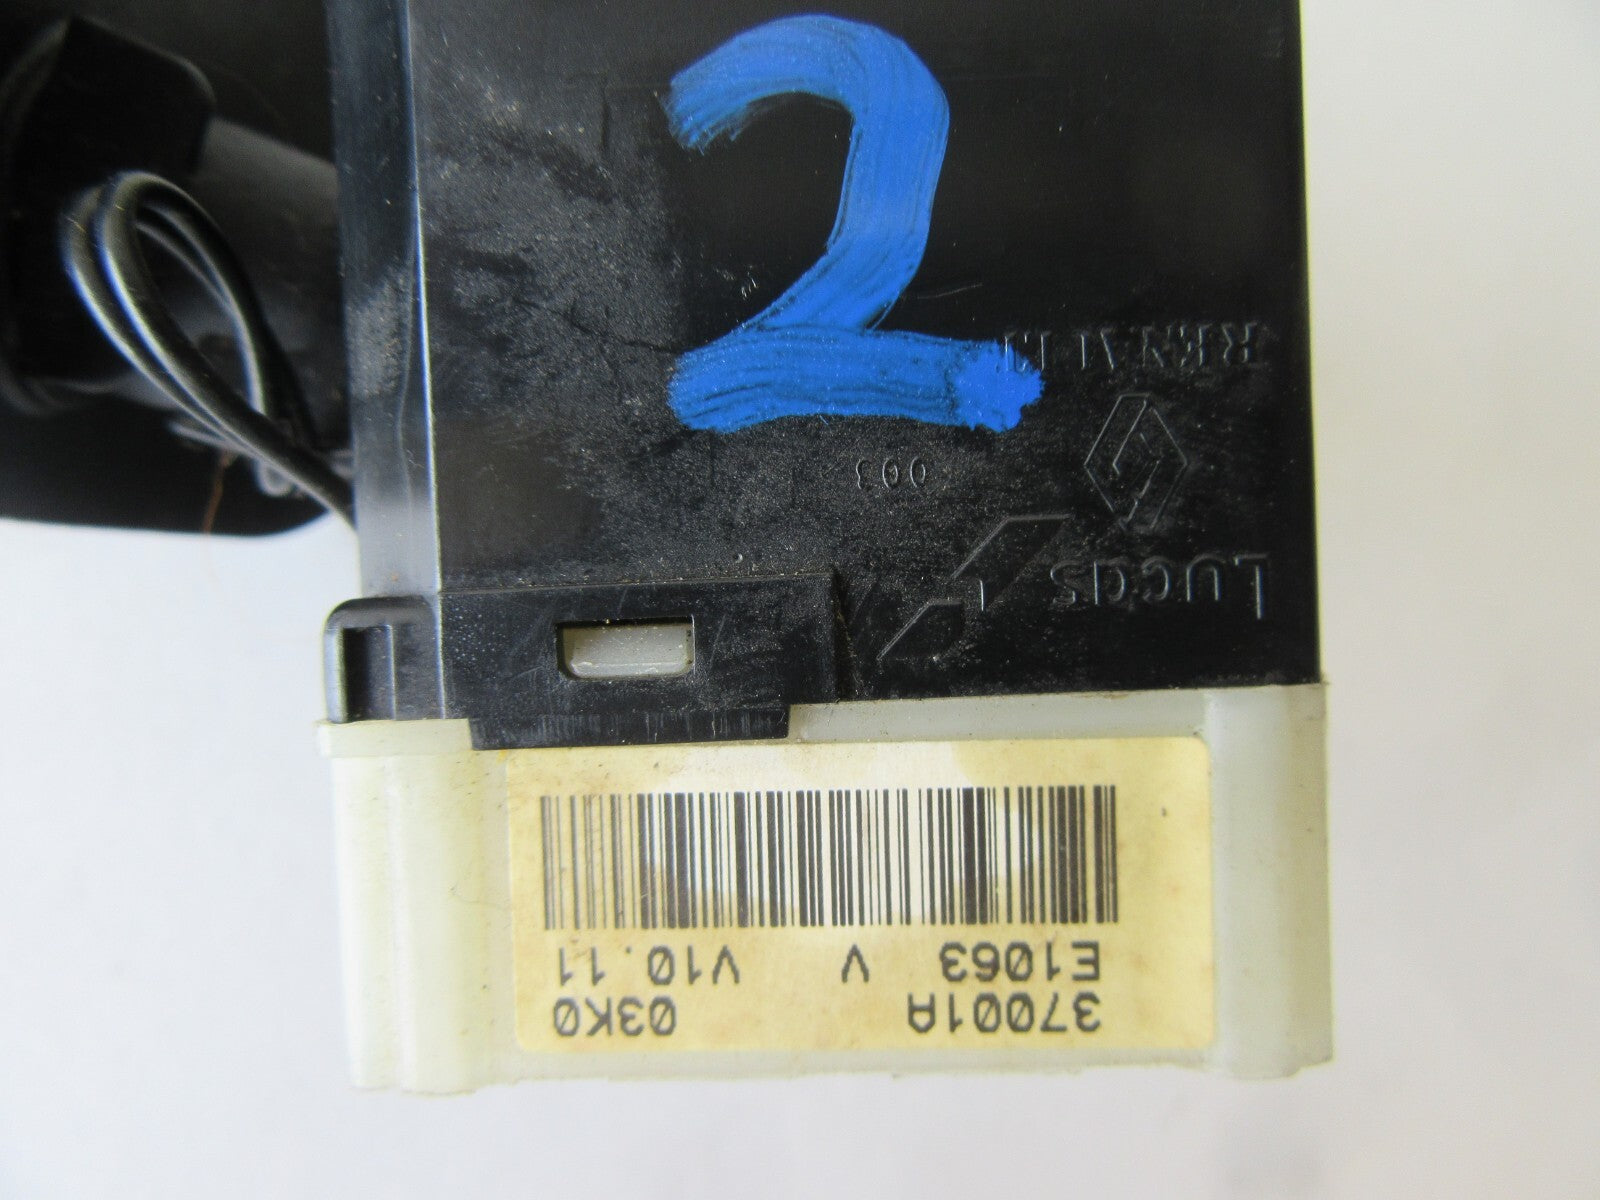 2
RENAULT
003
Lucas
37001A 03K0
E1063 V V10.11